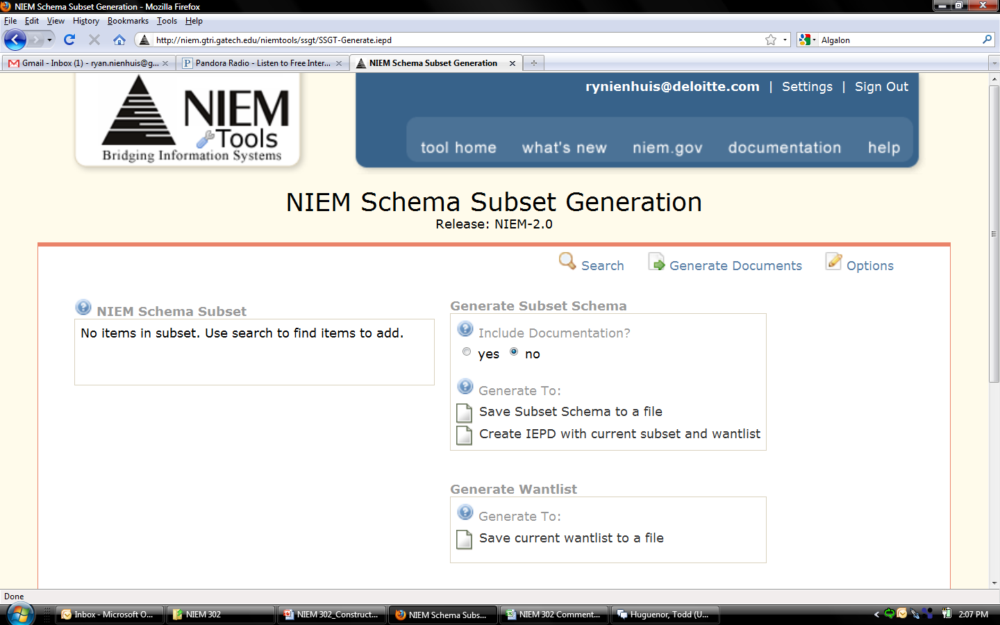 NIEM Schema Subset Generation - Mozilla Firefox
File Edit View History Bookmarks Tools Help
http://niem.gtri.gatech.edu/niemtools/ssgt/SSGT-Generate.iepd
Algalon
Gmail - Inbox (1) - ryan.nienhuis@g...
Pandora Radio - Listen to Free Inter...
NIEM Schema Subset Generation
NIEM
Tools
Bridging Information Systems
rynienhuis@deloitte.com | Settings | Sign Out
tool home what's new niem.gov documentation help
NIEM Schema Subset Generation
Release: NIEM-2.0
Search Generate Documents Options
NIEM Schema Subset
No items in subset. Use search to find items to add.
Generate Subset Schema
Include Documentation?
yes no
Generate To:
Save Subset Schema to a file
Create IEPD with current subset and wantlist
Generate Wantlist
Generate To:
Save current wantlist to a file
Done
Inbox - Microsoft O...
NIEM 302
NIEM 302_Construct...
NIEM Schema Subs...
NIEM 302 Comment...
Huguenor, Todd (U...
2:07 PM